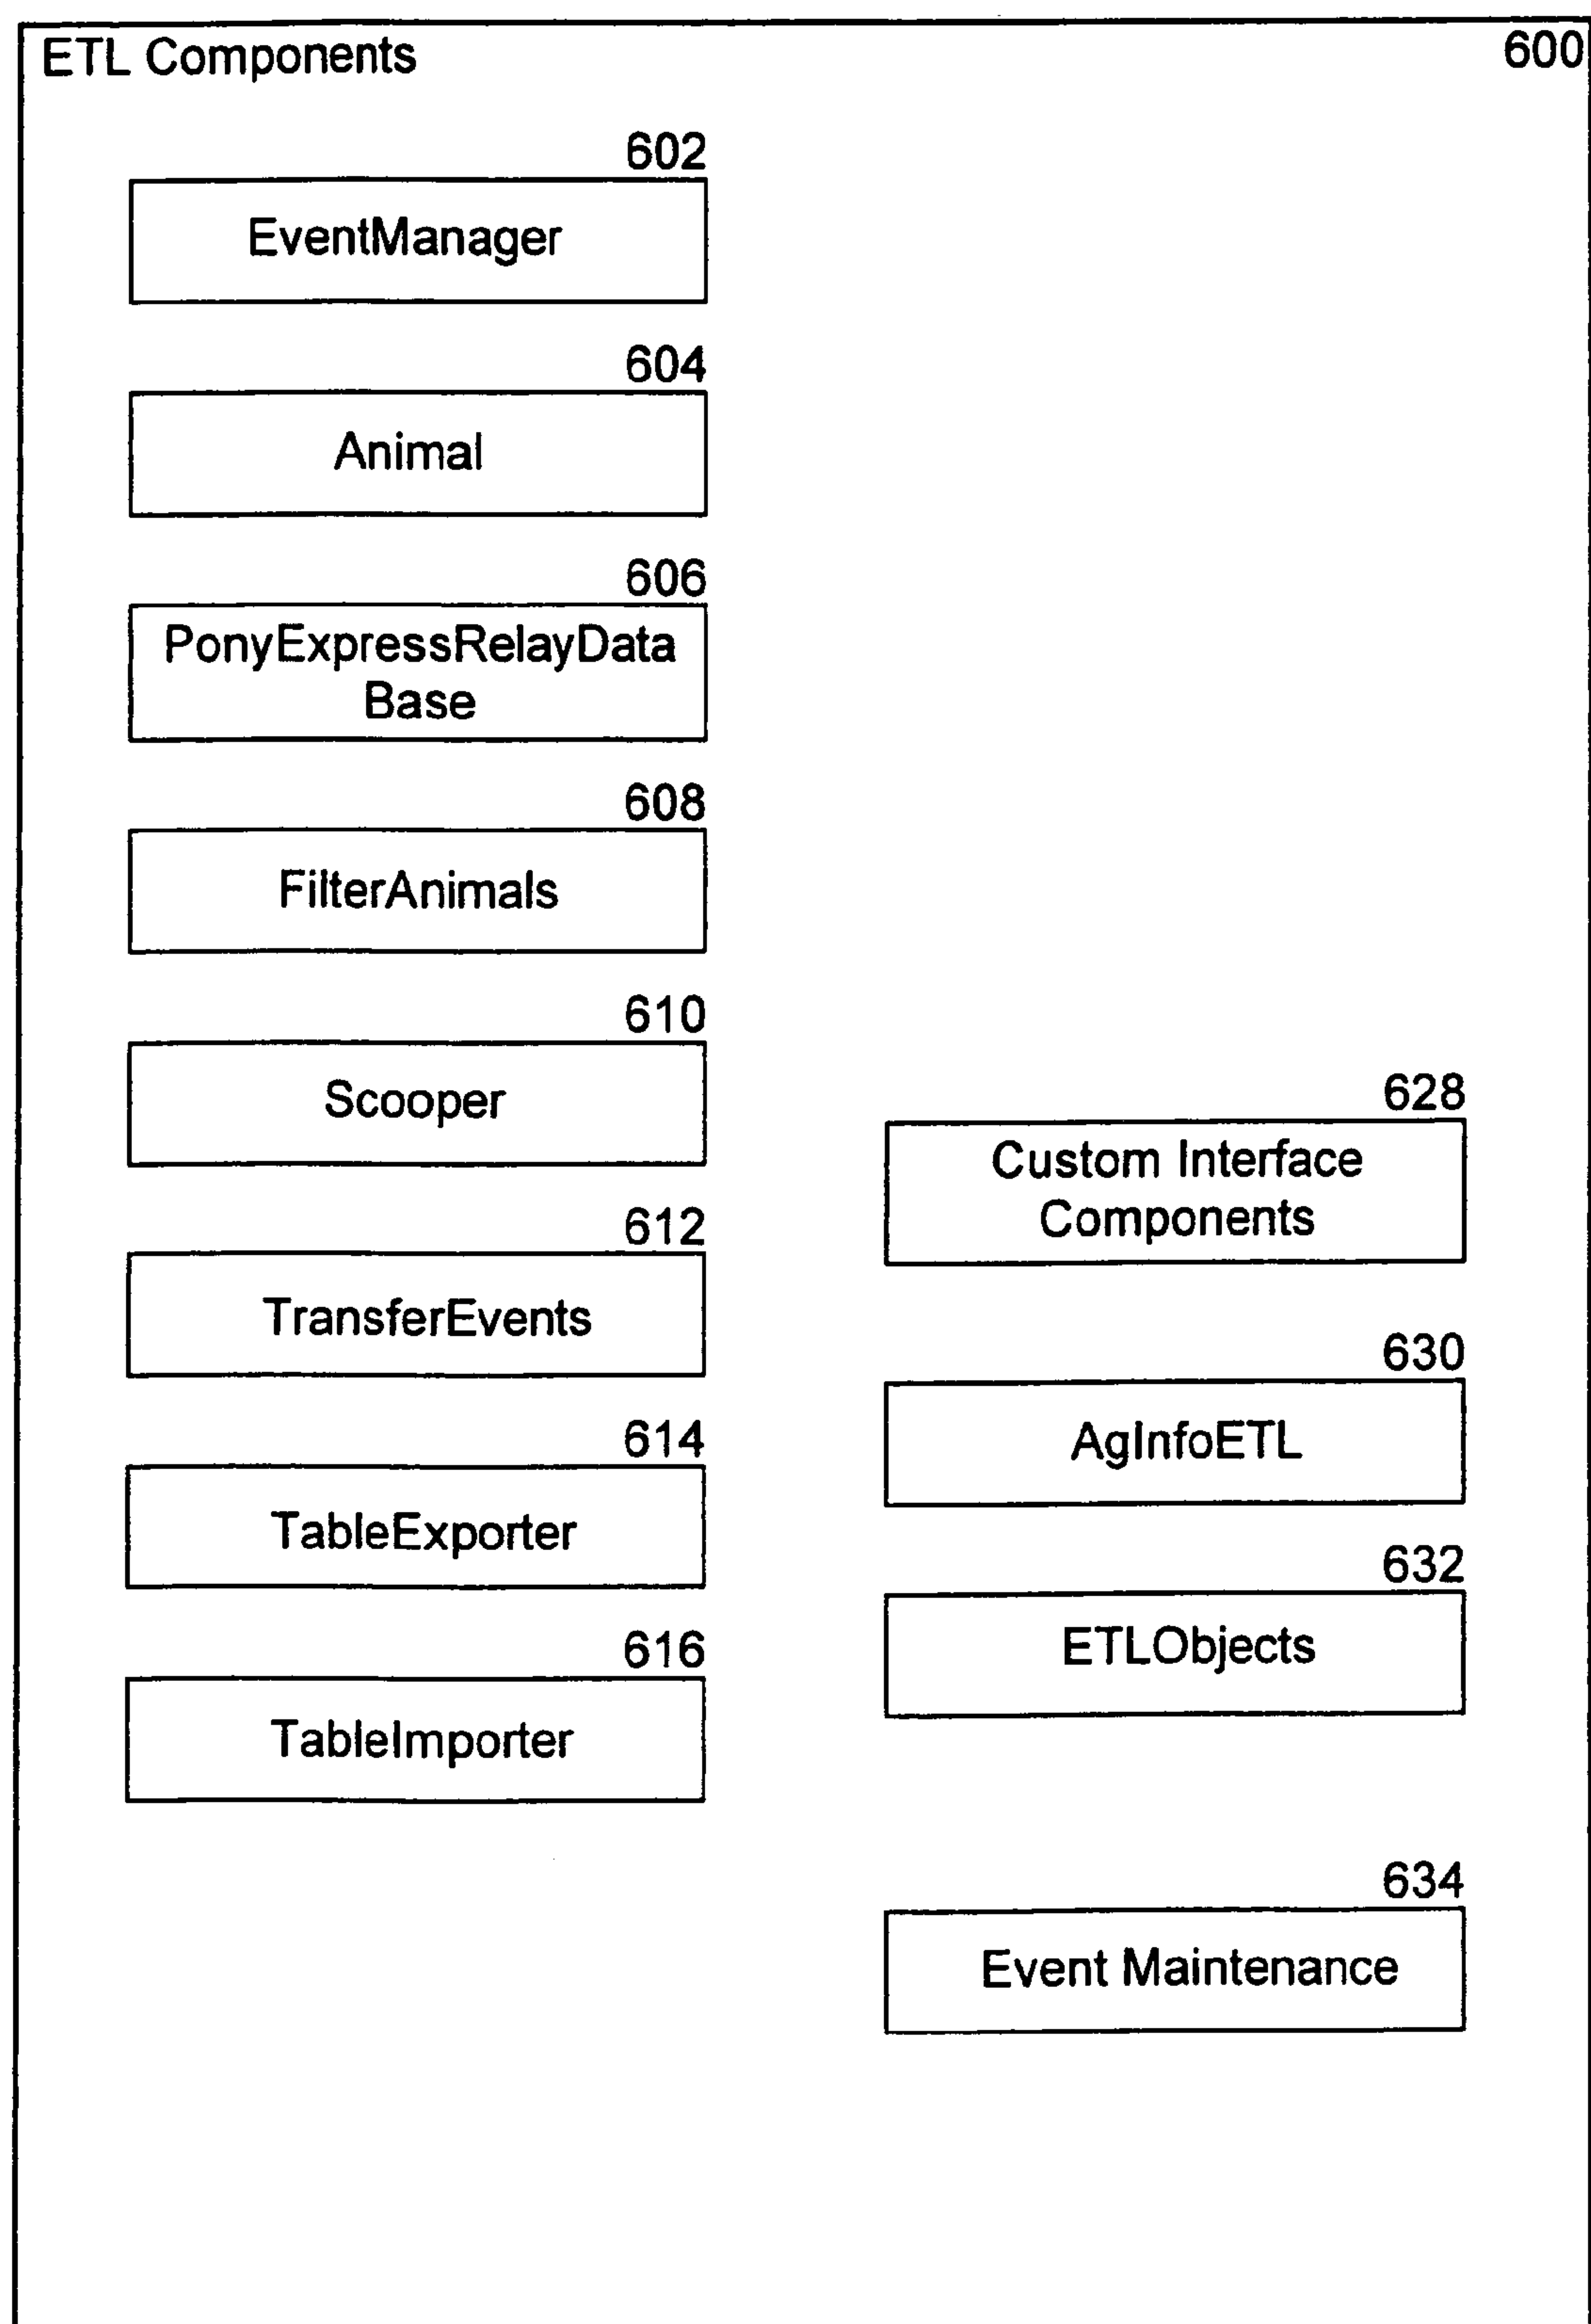 ETL Components 600
602
EventManager
604
Animal
606
PonyExpressRelayData
Base
608
FilterAnimals
610
Scooper
612
TransferEvents
614
TableExporter
616
TableImporter
628
Custom Interface
Components
630
AgInfoETL
632
ETLObjects
634
Event Maintenance